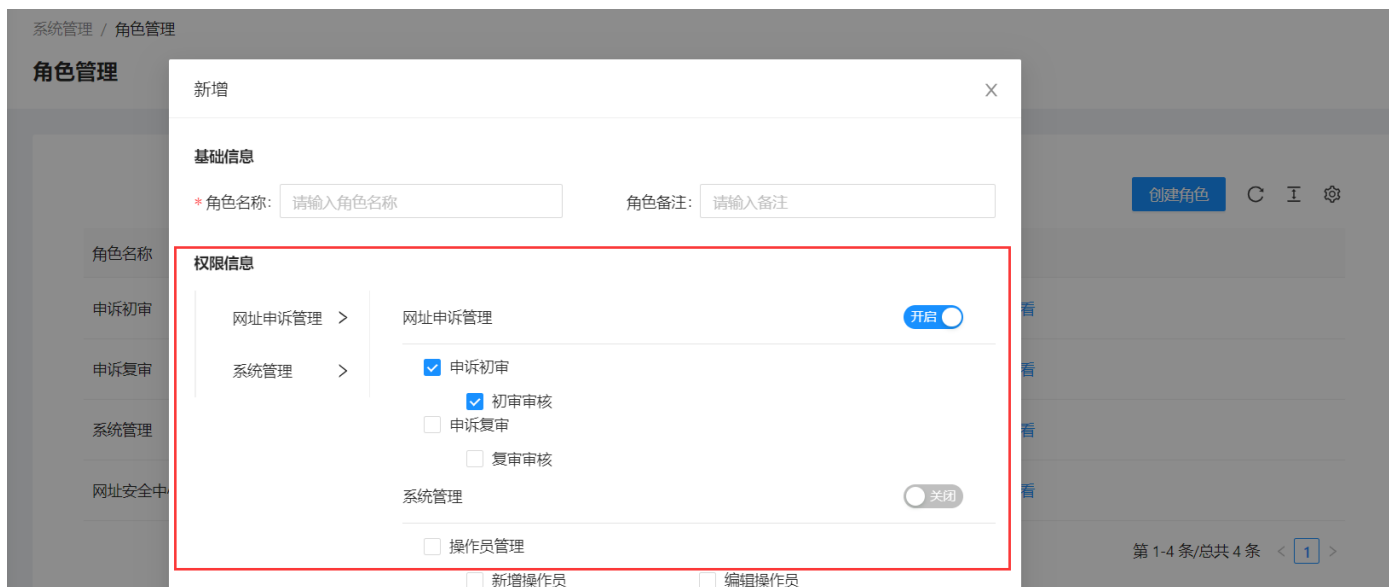 系统管理 / 角色管理
角色管理
新增
基础信息
* 角色名称: 请输入角色名称 角色备注: 请输入备注
创建角色
角色名称
权限信息
申诉初审
网址申诉管理 >
网址申诉管理
开启
看
申诉复审
系统管理 >
申诉初审
看
初审审核
申诉复审
系统管理
看
复审审核
网址安全中
系统管理
关闭
看
操作员管理
第 1-4 条/总共 4 条 < 1 >
新增操作员 编辑操作员